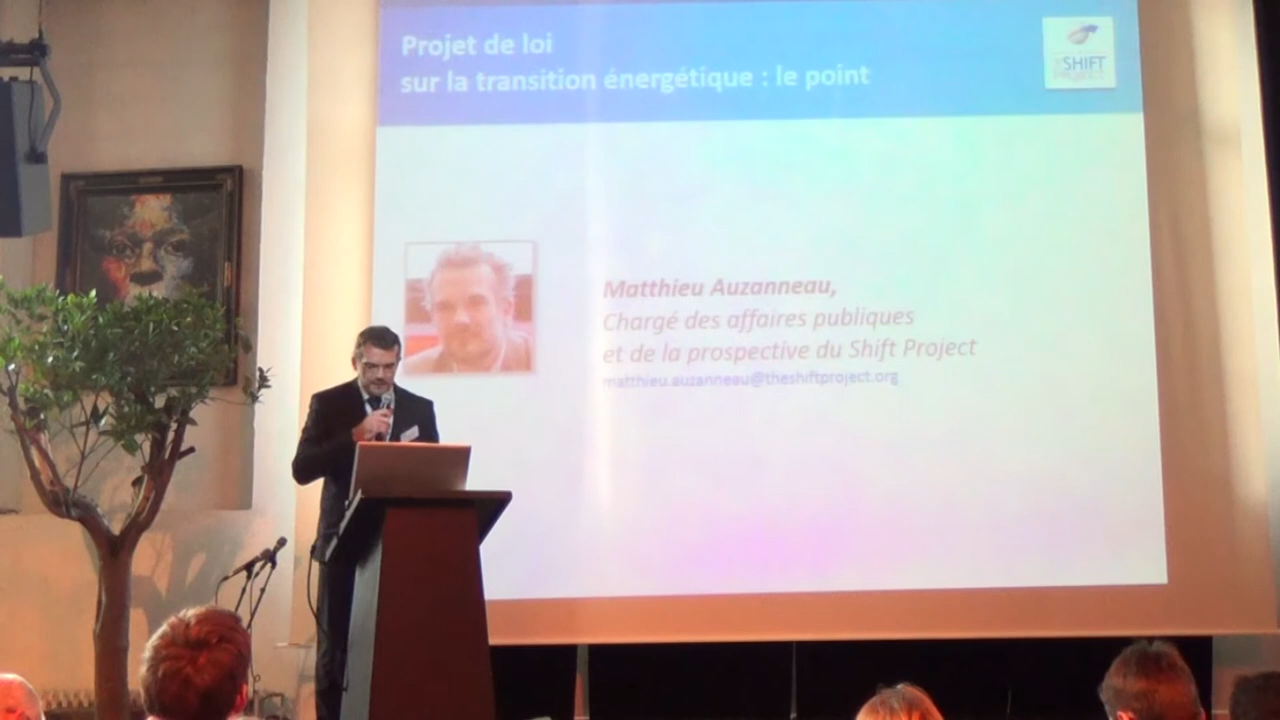 Projet de loi
sur la transition énergétique : le point
SHIFT
PROJECT
Matthieu Auzanneau,
Chargé des affaires publiques
et de la prospective du Shift Project
matthieu.auzanneau@theshiftproject.org